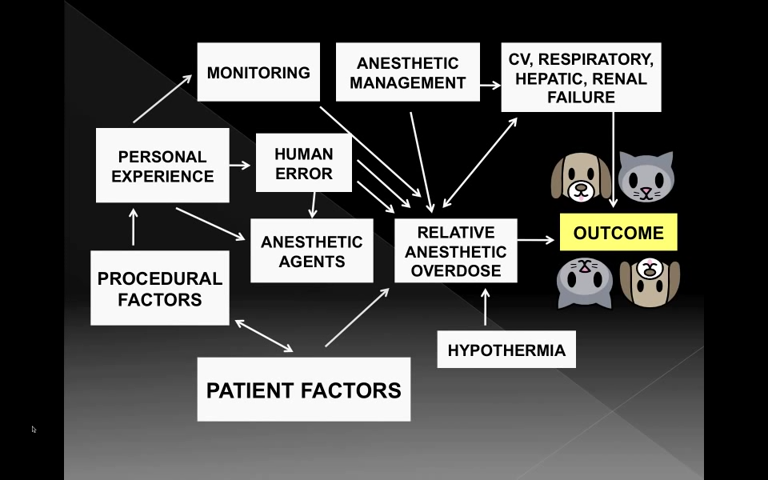 MONITORING
ANESTHETIC
MANAGEMENT
CV, RESPIRATORY,
HEPATIC, RENAL
FAILURE
PERSONAL
EXPERIENCE
HUMAN
ERROR
ANESTHETIC
AGENTS
RELATIVE
ANESTHETIC
OVERDOSE
OUTCOME
PROCEDURAL
FACTORS
HYPOTHERMIA
PATIENT FACTORS